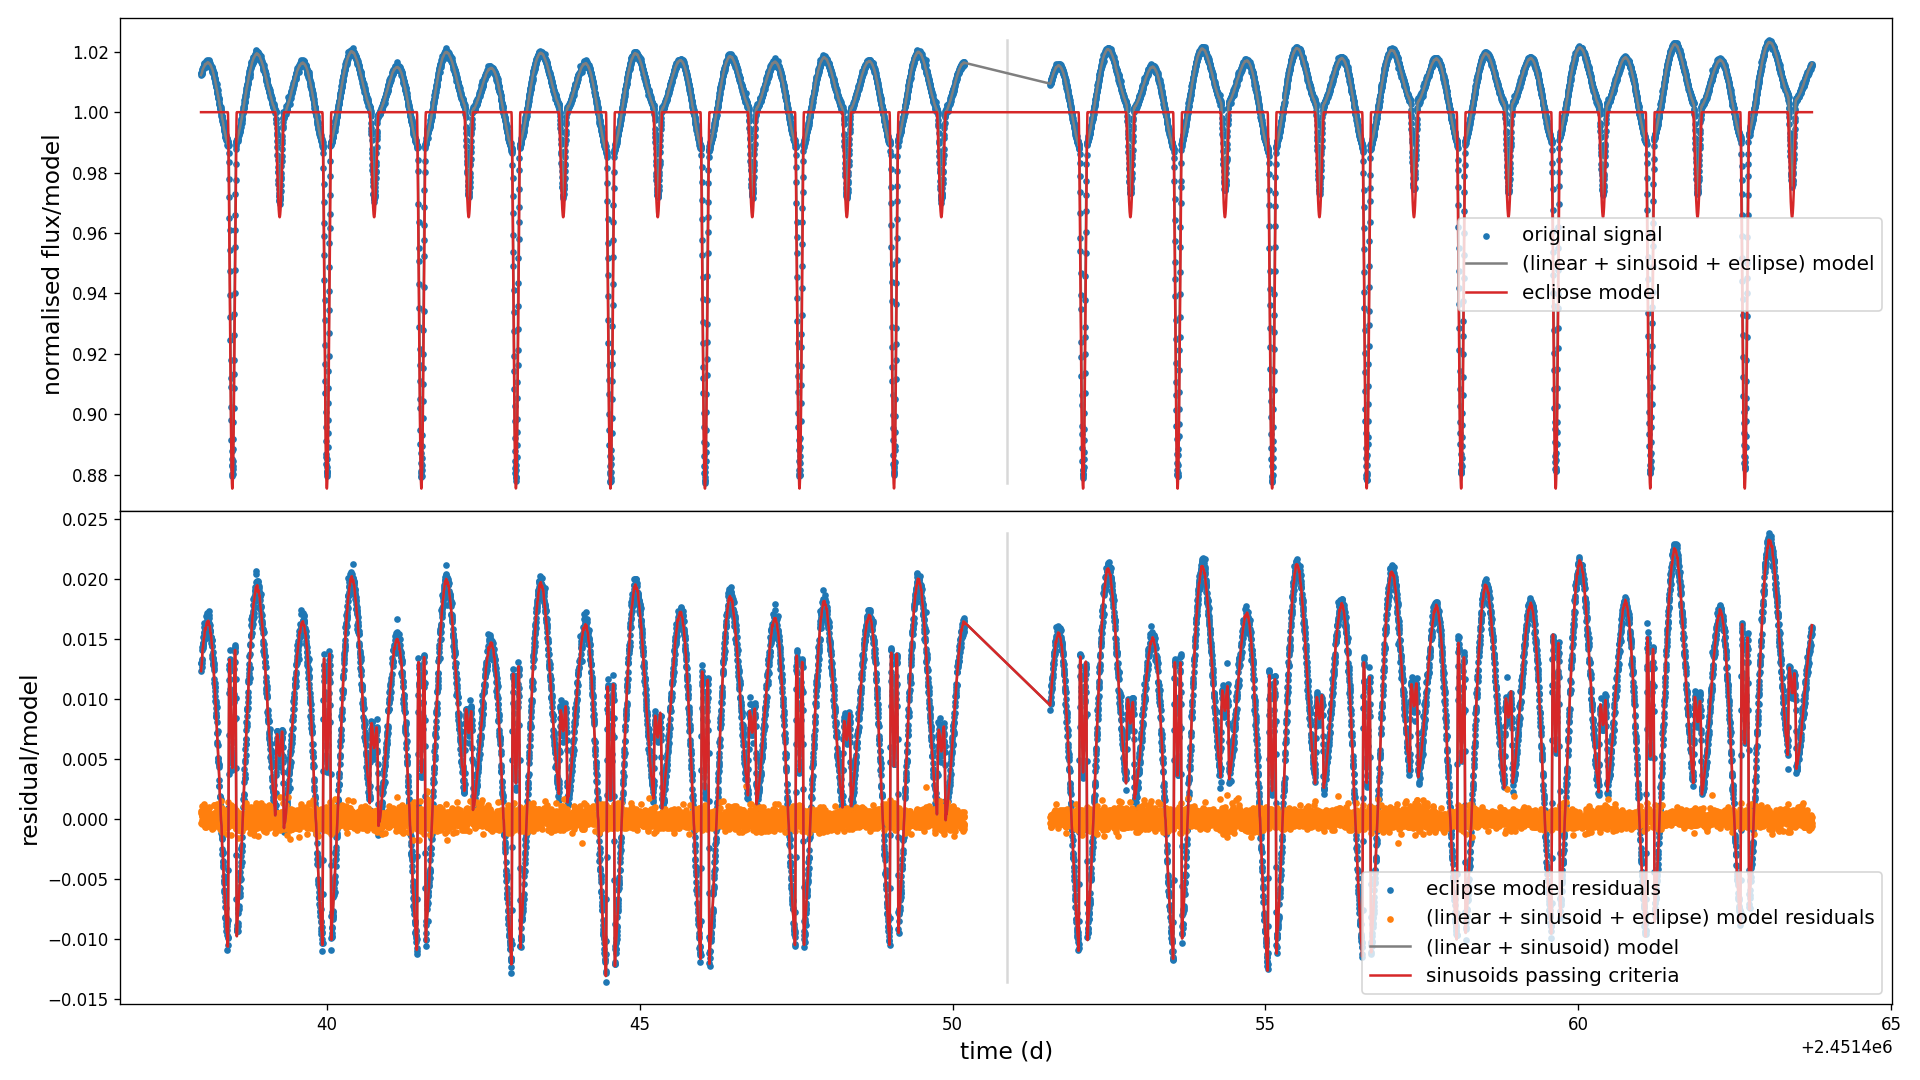 1.02
1.00
0.98
0.96
0.94
0.92
0.90
0.88
normalised flux/model
original signal
(linear + sinusoid + eclipse) model
eclipse model
0.025
0.020
0.015
0.010
0.005
0.000
−0.005
−0.010
−0.015
residual/model
eclipse model residuals
(linear + sinusoid + eclipse) model residuals
(linear + sinusoid) model
sinusoids passing criteria
40 45 50 55 60 65
time (d)
+2.4514e6